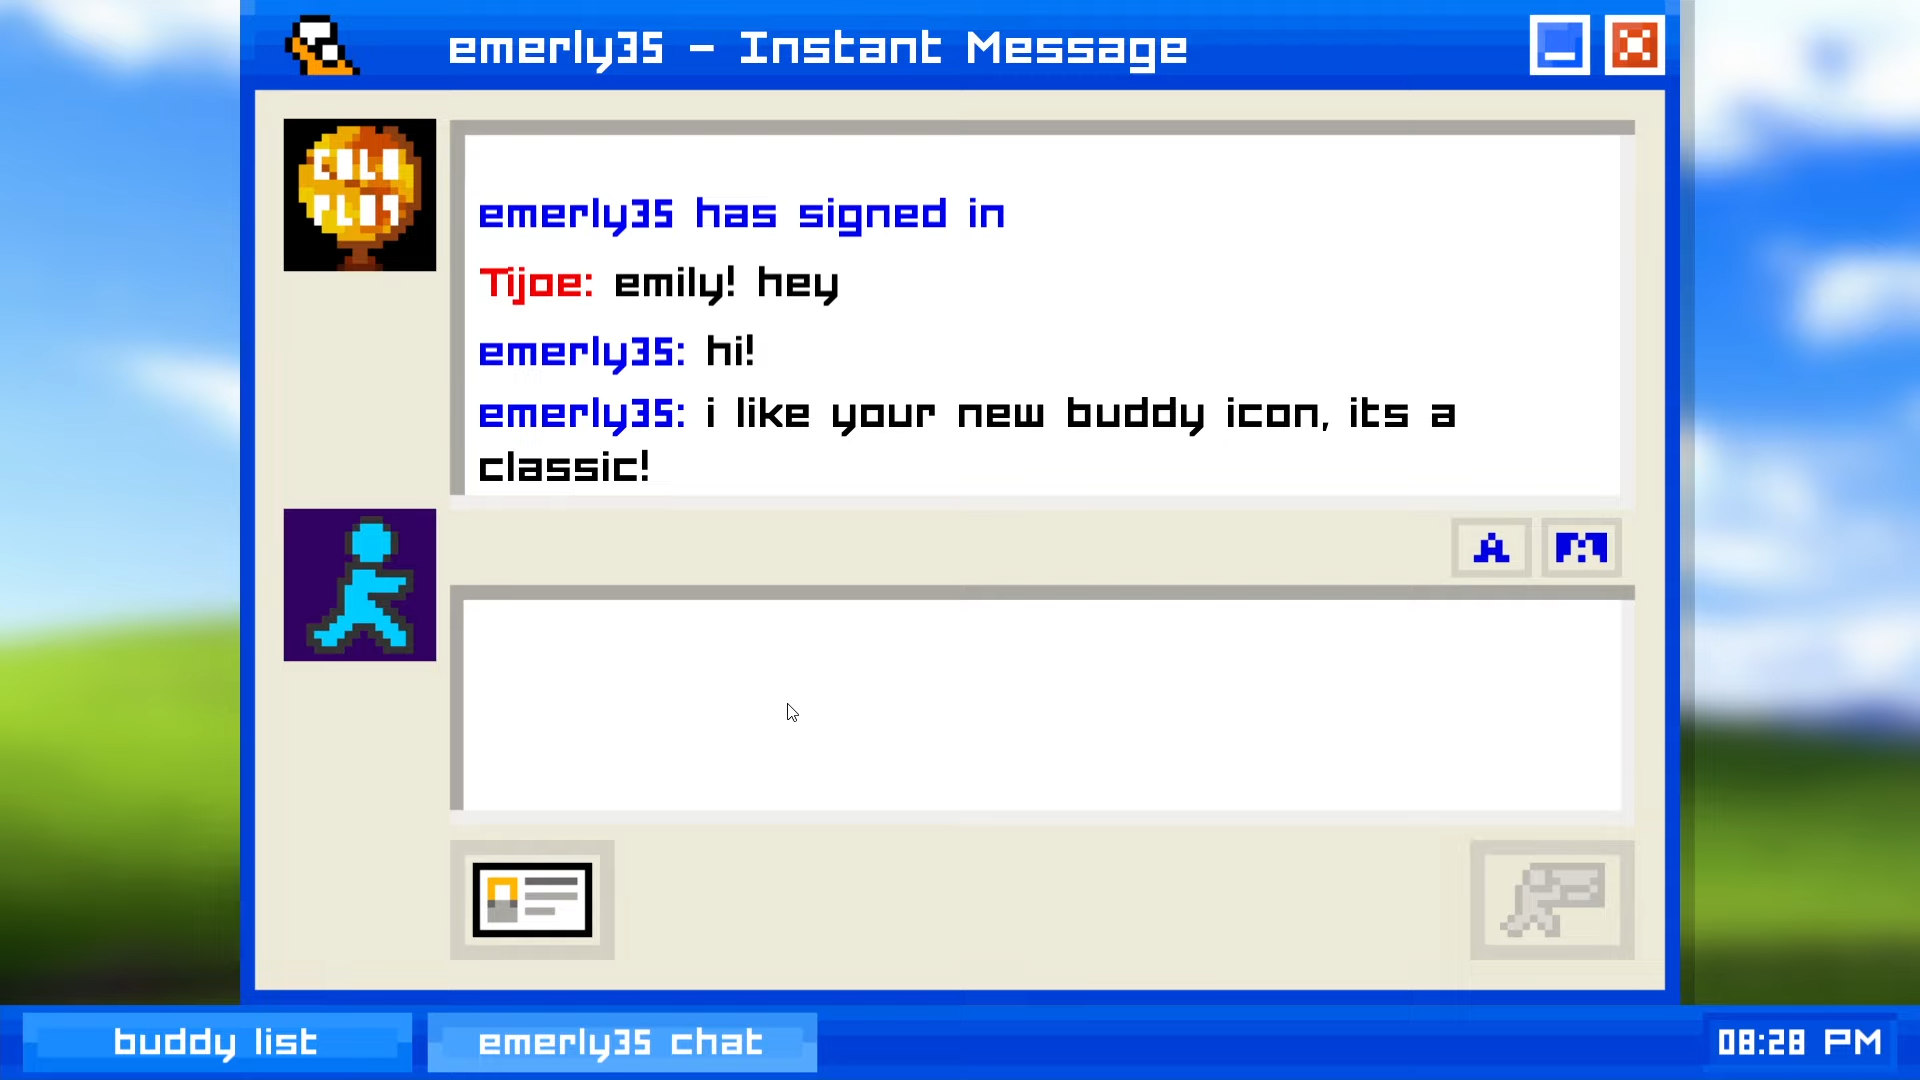 emerly35 - Instant Message
COLD
PLAY
emerly35 has signed in
Tijoe: emily! hey
emerly35: hi!
emerly35: i like your new buddy icon, its a
classic!
A
buddy list
emerly35 chat
08:28 PM